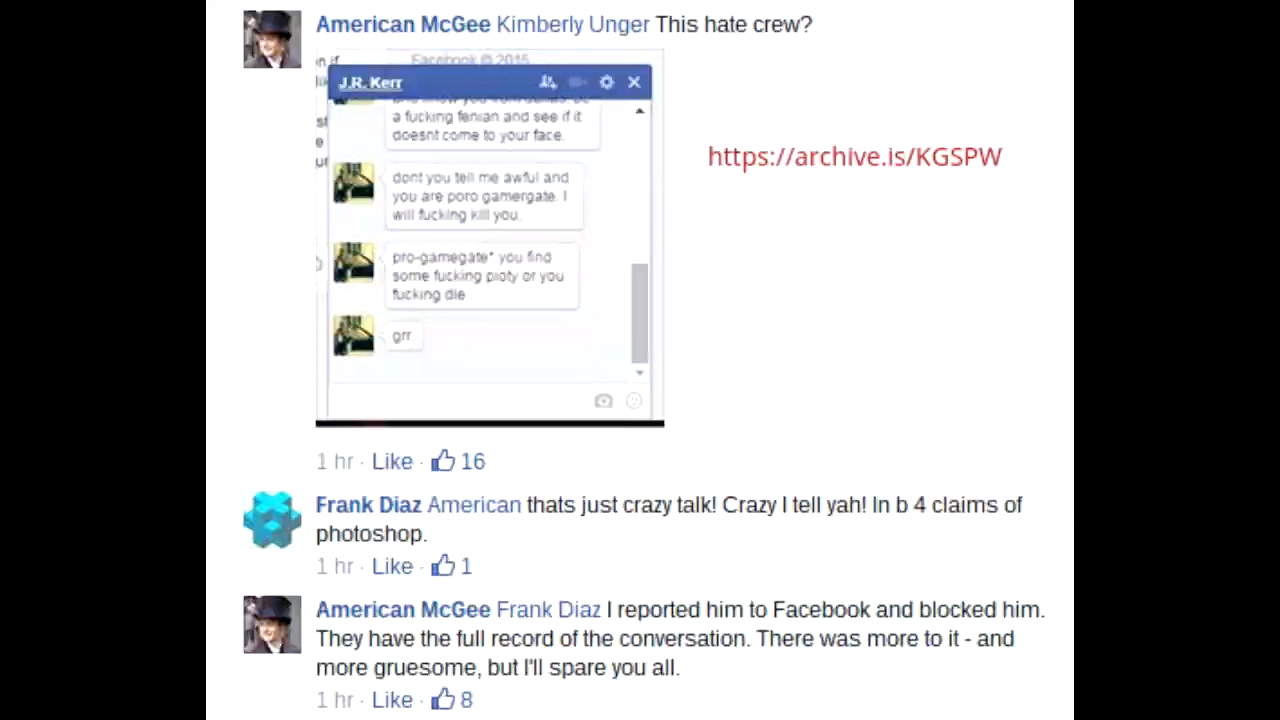 American McGee Kimberly Unger This hate crew?
Facebook © 2015
J.R. Kerr
a fucking fenian and see if it
doesnt come to your face.
https://archive.is/KGSPW
dont you tell me awful and
you are poro gamergate. I
will fucking kill you.
pro-gamegate* you find
some fucking pioty or you
fucking die
grr
1 hr · Like · 16
Frank Diaz American thats just crazy talk! Crazy I tell yah! In b 4 claims of
photoshop.
1 hr · Like · 1
American McGee Frank Diaz I reported him to Facebook and blocked him.
They have the full record of the conversation. There was more to it - and
more gruesome, but I'll spare you all.
1 hr · Like · 8